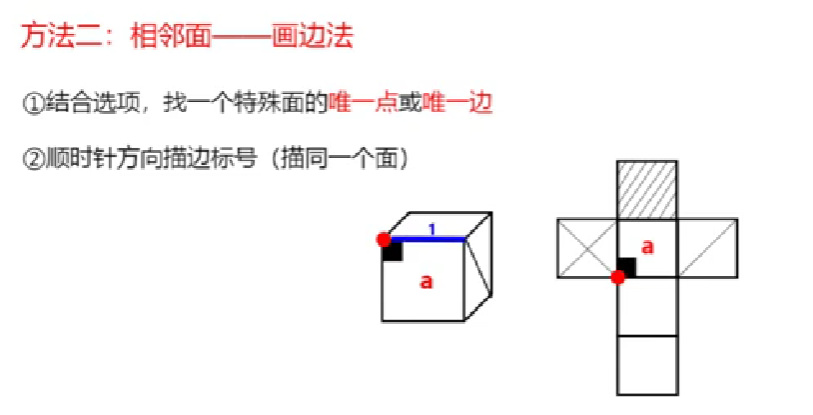 方法二：相邻面——画边法
①结合选项，找一个特殊面的唯一点或唯一边
②顺时针方向描边标号（描同一个面）
1
a
a